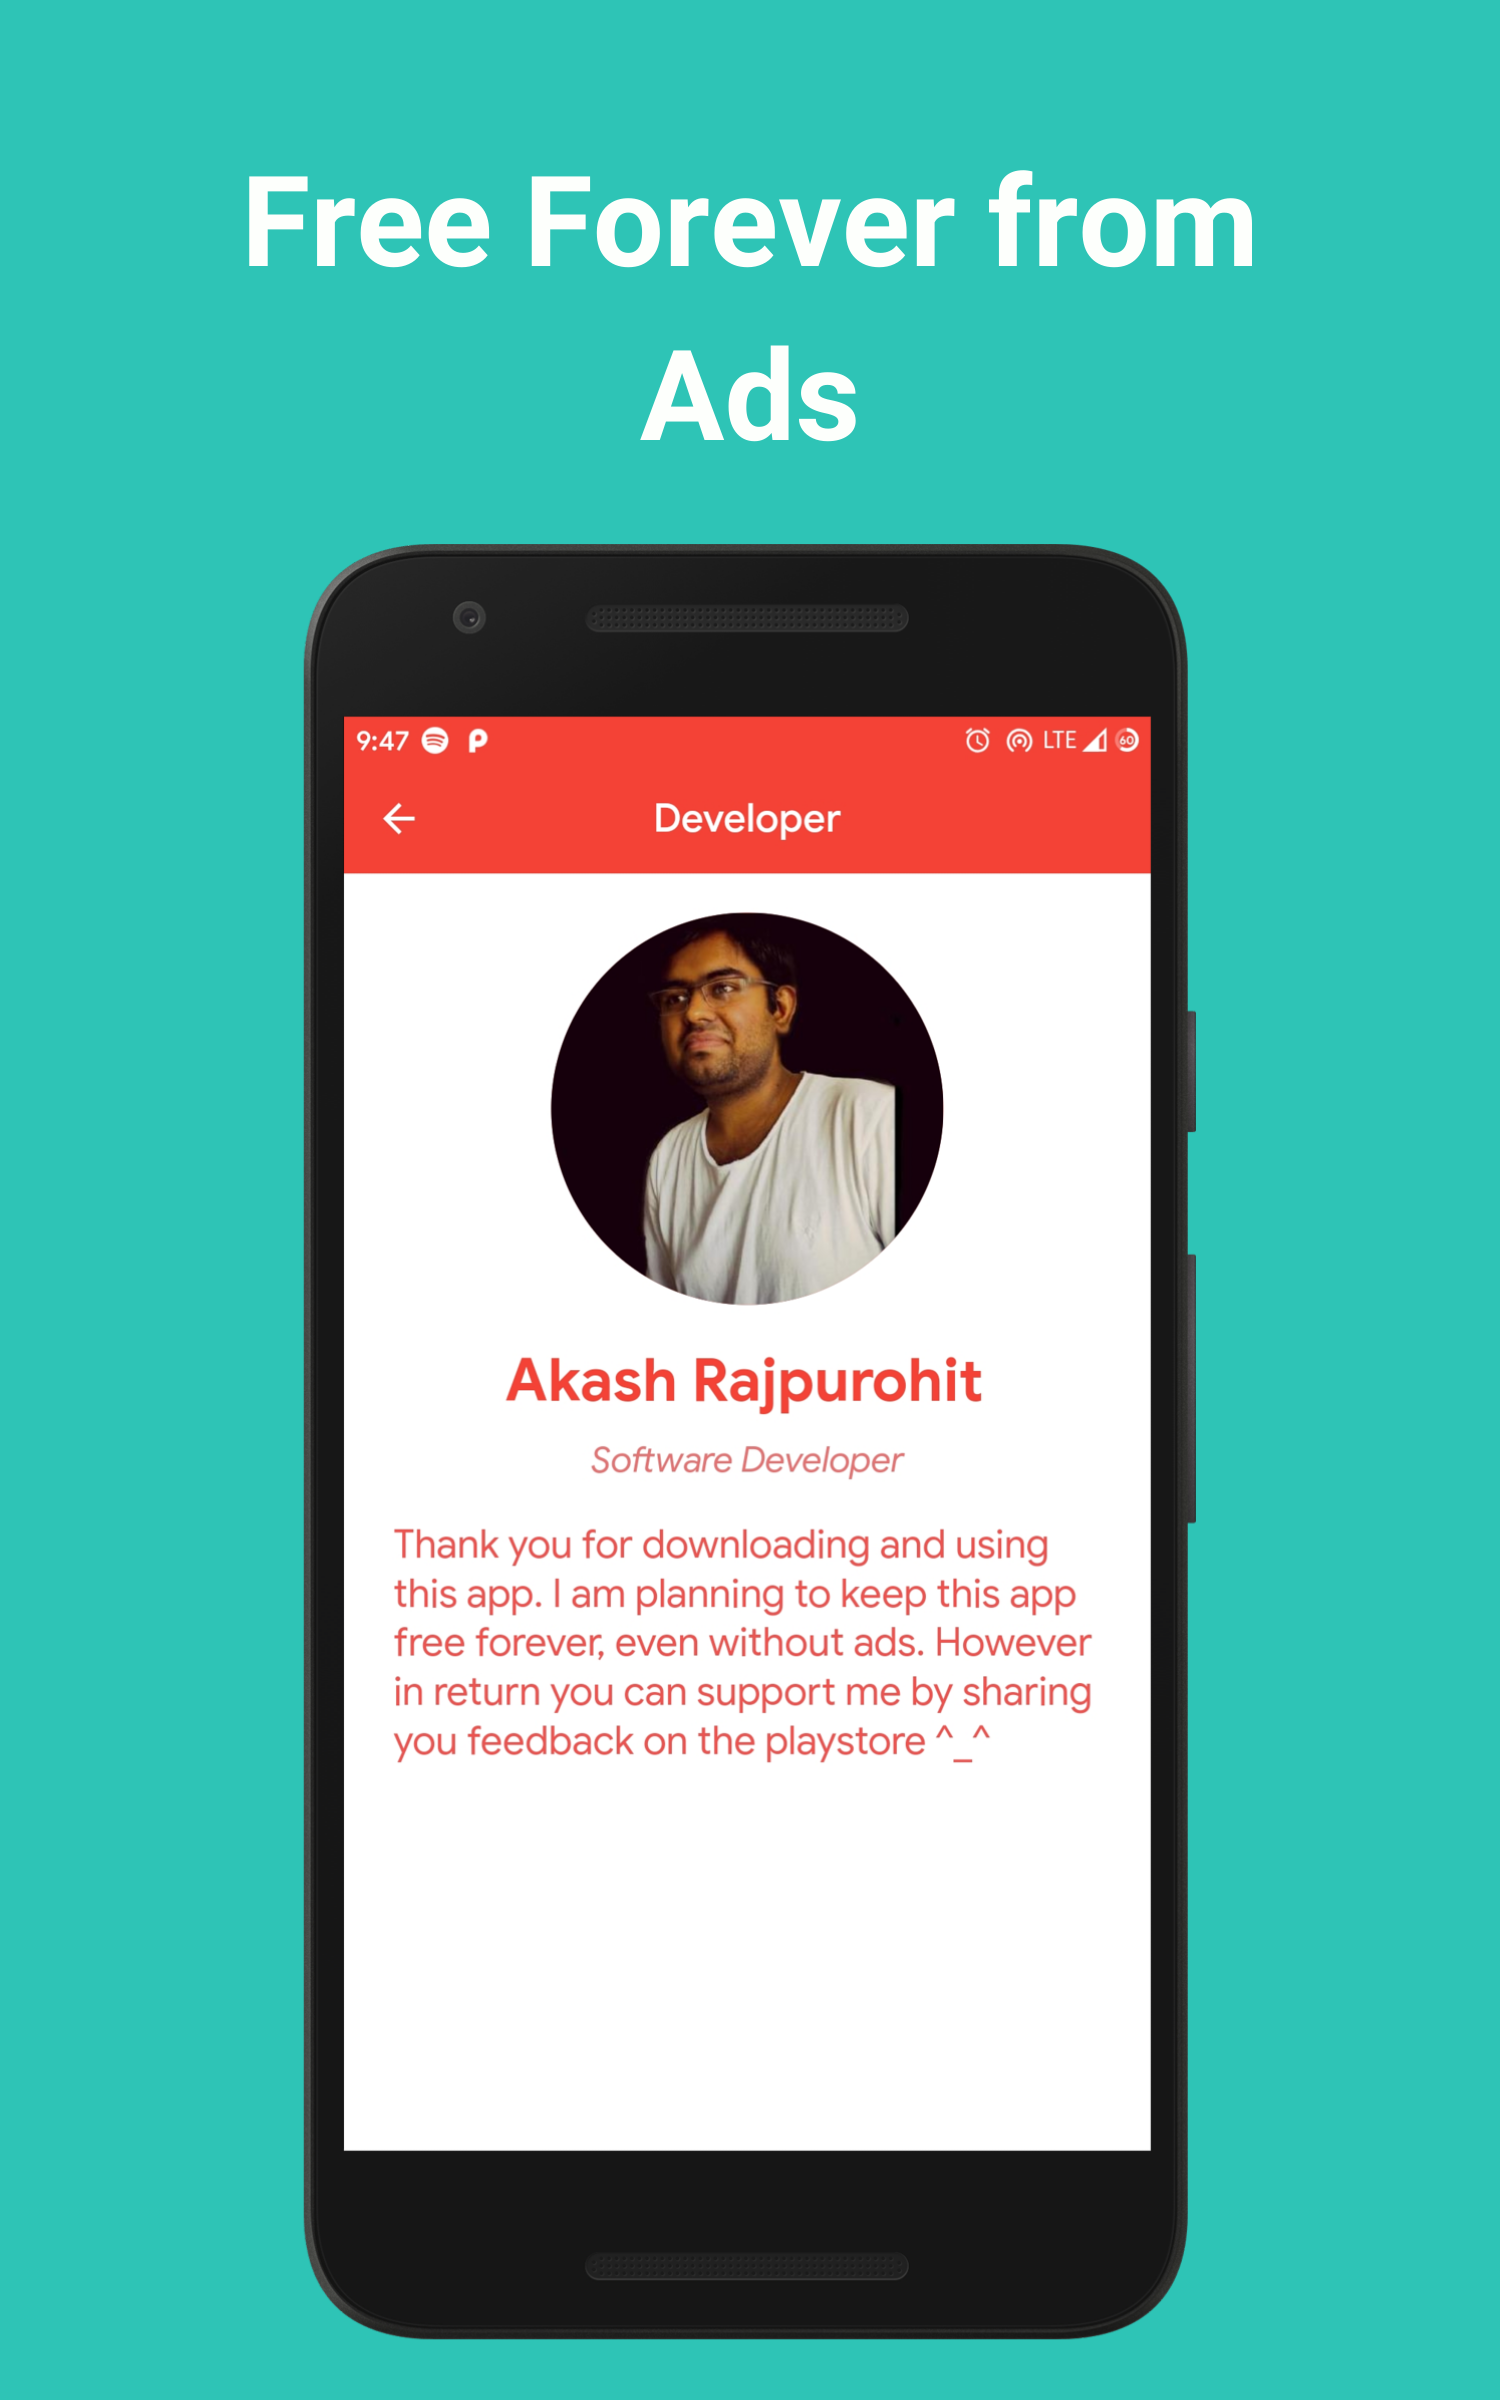 Free Forever from
Ads
9:47 LTE 60
Developer
Akash Rajpurohit
Software Developer
Thank you for downloading and using
this app. I am planning to keep this app
free forever, even without ads. However
in return you can support me by sharing
you feedback on the playstore ^_^